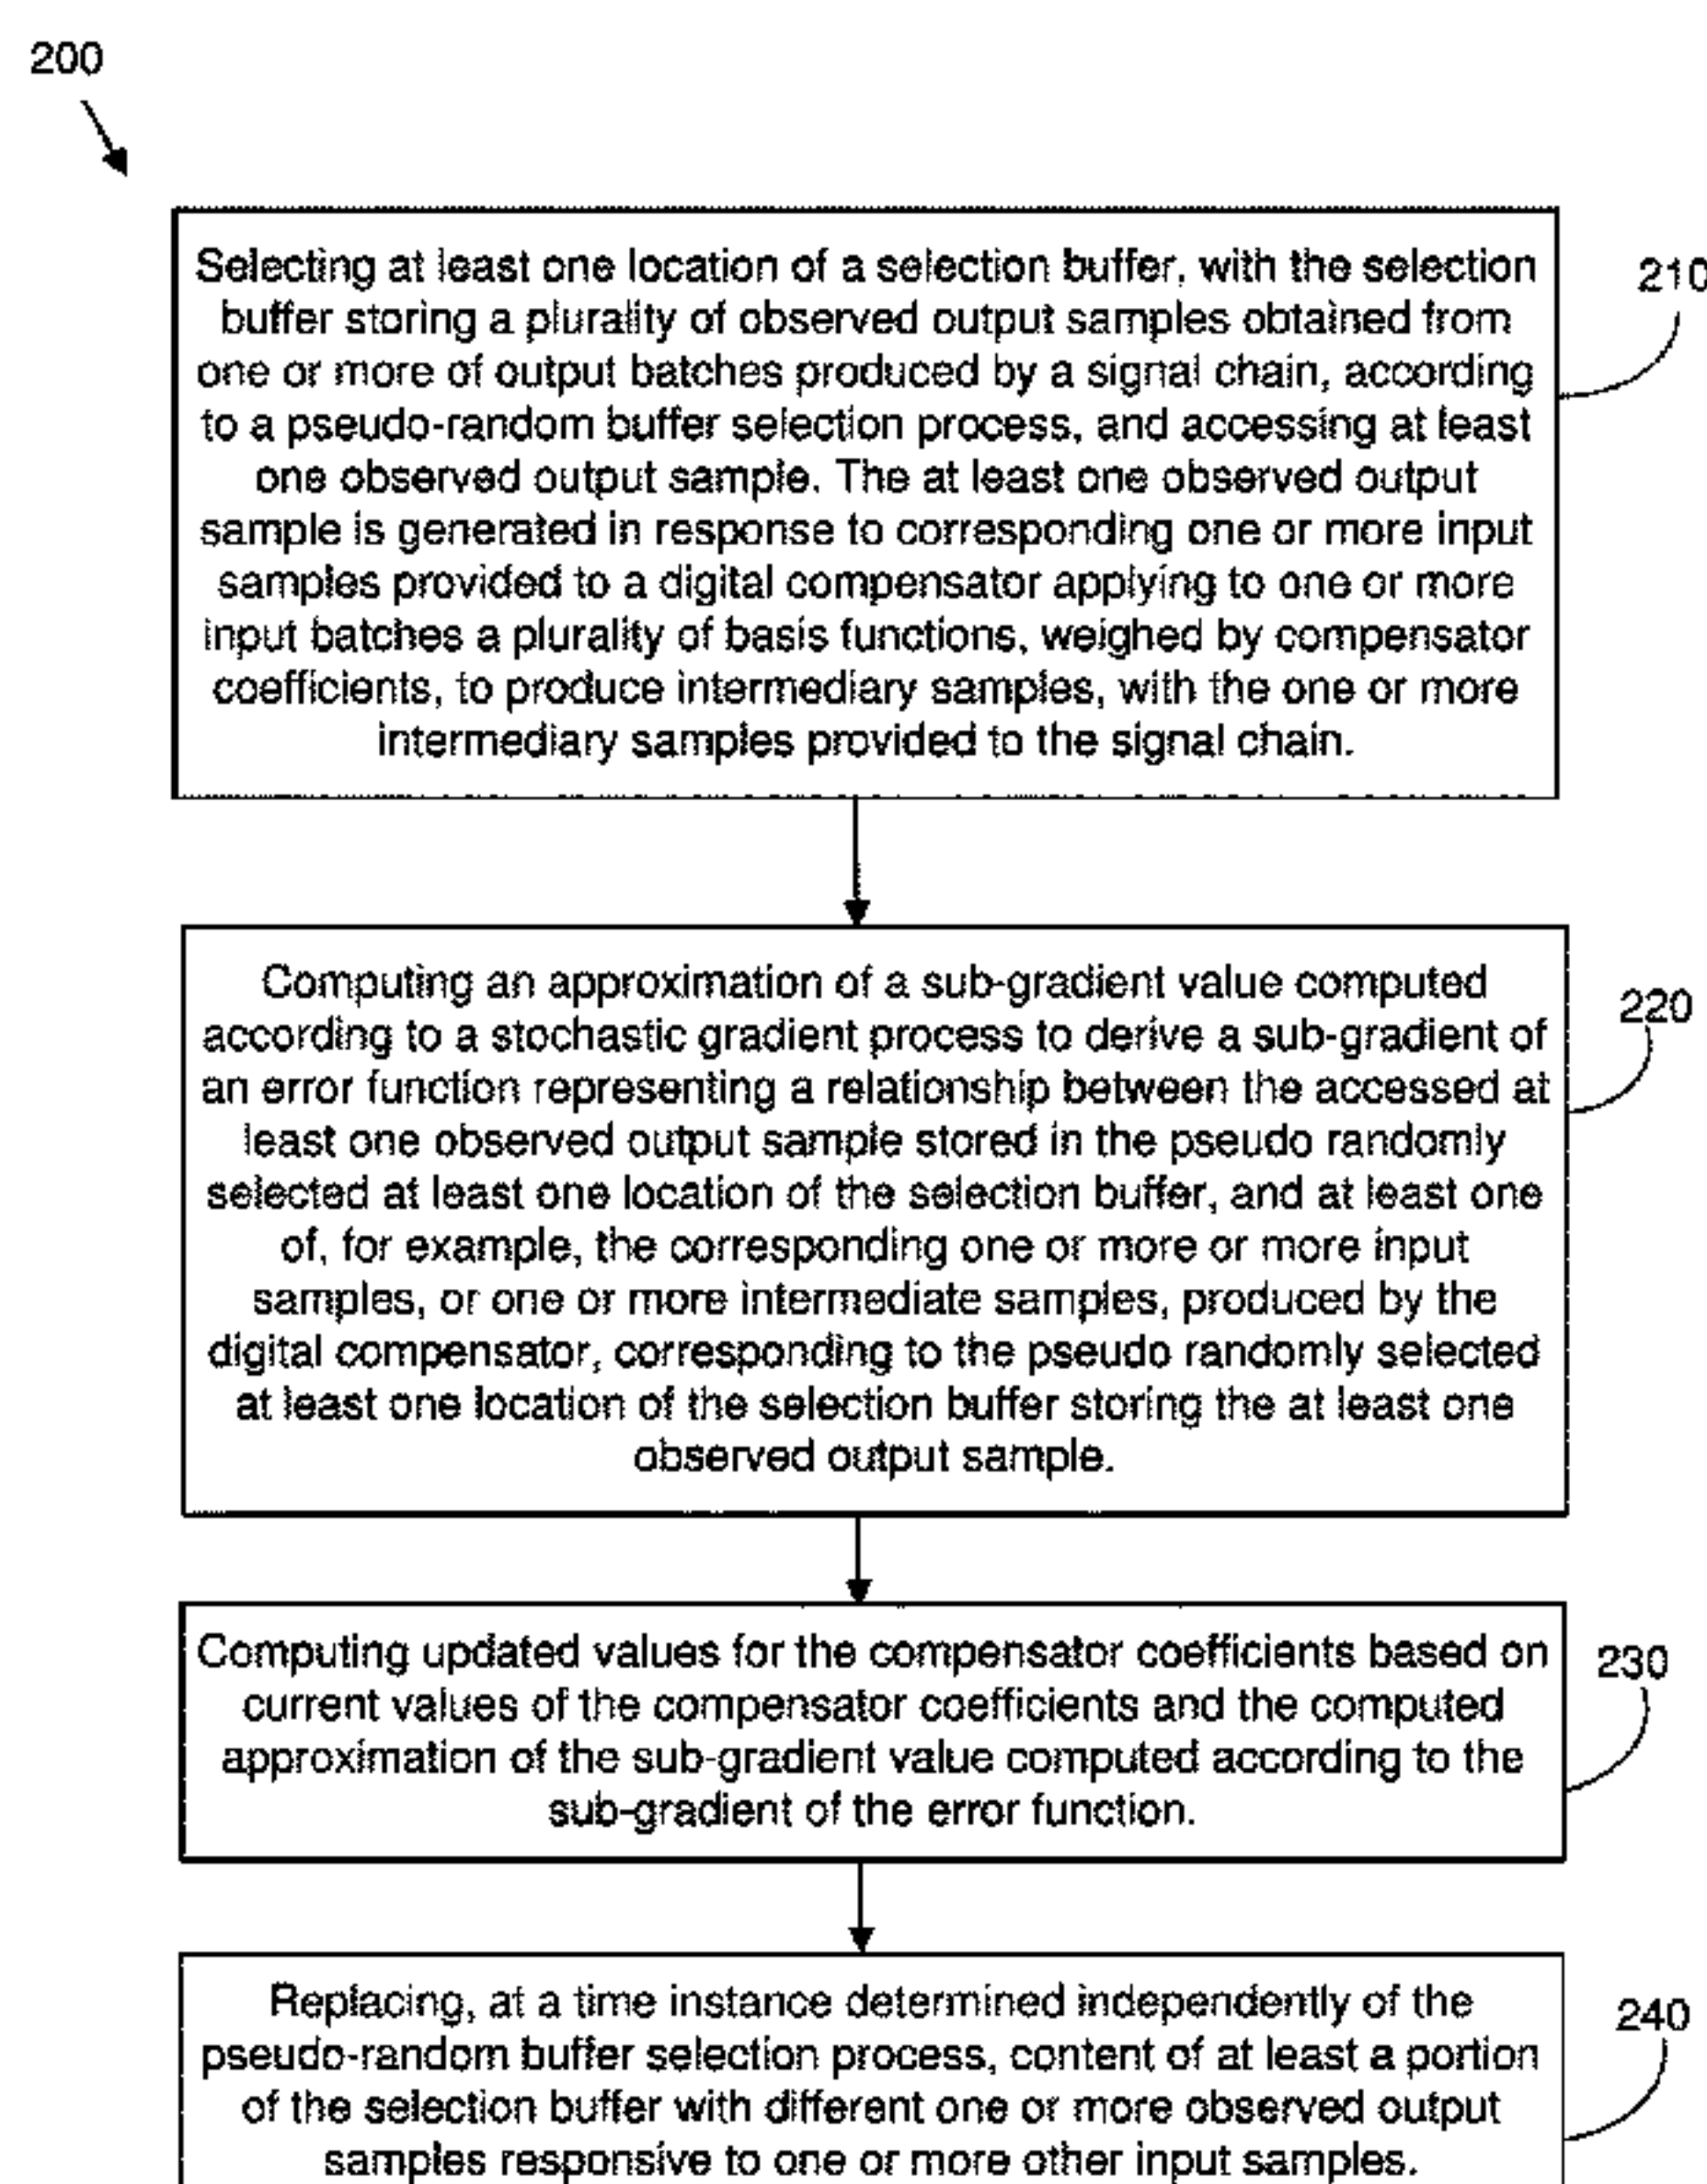 200
Selecting at least one location of a selection buffer, with the selection
buffer storing a plurality of observed output samples obtained from
one or more of output batches produced by a signal chain, according
to a pseudo-random buffer selection process, and accessing at least
one observed output sample. The at least one observed output
sample is generated in response to corresponding one or more input
samples provided to a digital compensator applying to one or more
input batches a plurality of basis functions, weighed by compensator
coefficients, to produce intermediary samples, with the one or more
intermediary samples provided to the signal chain.
210
Computing an approximation of a sub-gradient value computed
according to a stochastic gradient process to derive a sub-gradient of
an error function representing a relationship between the accessed at
least one observed output sample stored in the pseudo randomly
selected at least one location of the selection buffer, and at least one
of, for example, the corresponding one or more or more input
samples, or one or more intermediate samples, produced by the
digital compensator, corresponding to the pseudo randomly selected
at least one location of the selection buffer storing the at least one
observed output sample.
220
Computing updated values for the compensator coefficients based on
current values of the compensator coefficients and the computed
approximation of the sub-gradient value computed according to the
sub-gradient of the error function.
230
Replacing, at a time instance determined independently of the
pseudo-random buffer selection process, content of at least a portion
of the selection buffer with different one or more observed output
samples responsive to one or more other input samples.
240